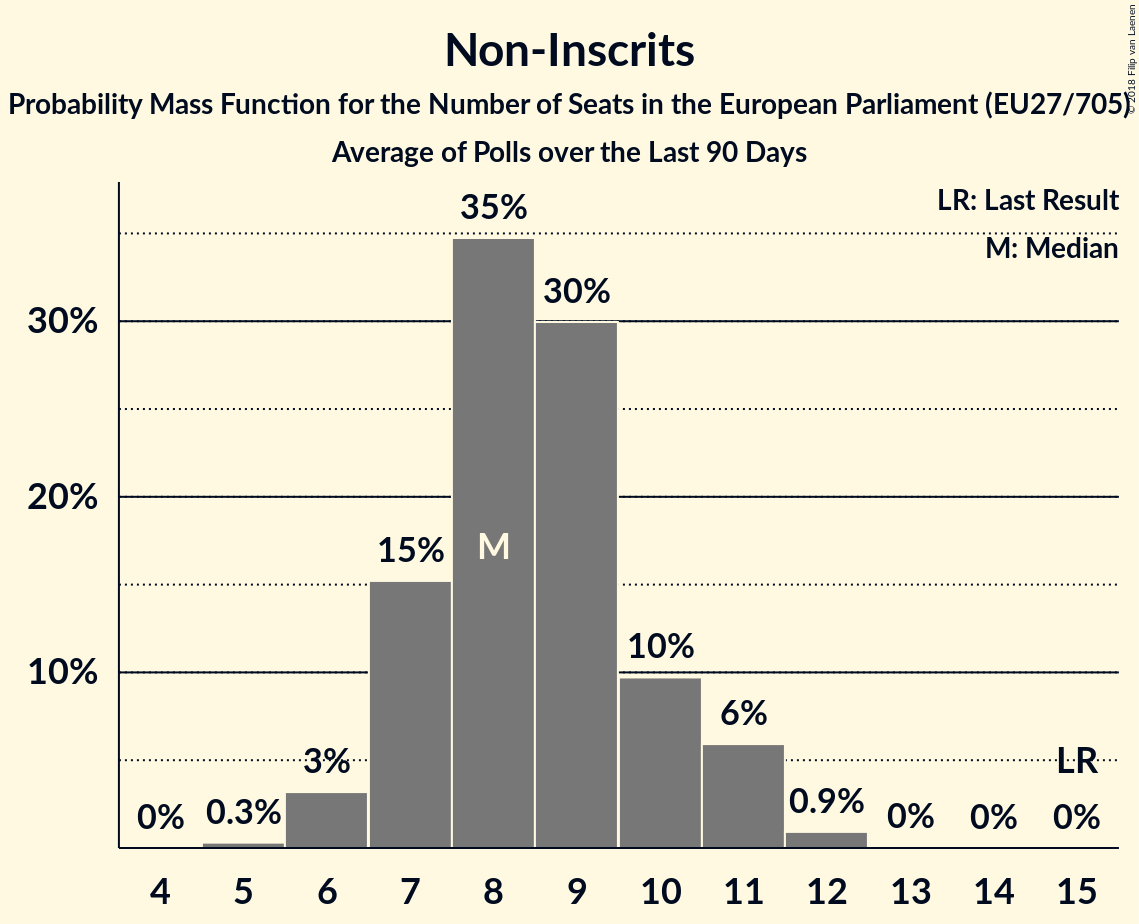 Non-Inscrits
Probability Mass Function for the Number of Seats in the European Parliament (EU27/705)
Average of Polls over the Last 90 Days
© 2018 Filip van Laenen
LR: Last Result
M: Median
35%
30%
30%
20%
15%
M
10%
10%
6%
3%
LR
0%
0.3%
0.9%
0%
0%
0%
4 5 6 7 8 9 10 11 12 13 14 15